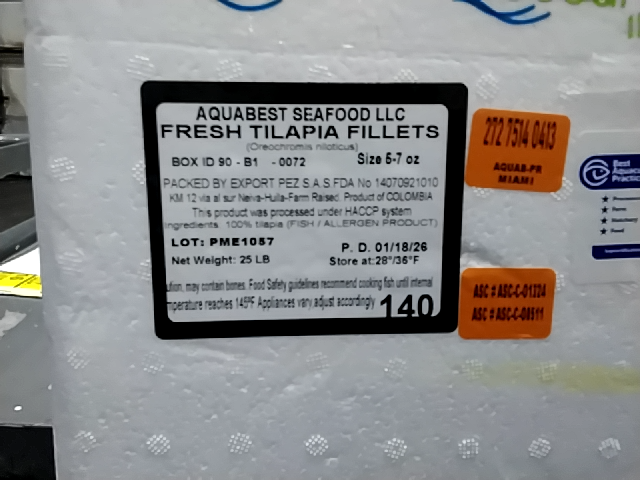 AQUABEST SEAFOOD LLC
FRESH TILAPIA FILLETS
(Oreochromis niloticus)
BOX ID 90 - B1 - 0072 Size 5-7 oz
PACKED BY EXPORT PEZ S.A.S.FDA No 14070921010
KM 12 via al sur Neiva-Huila-Farm Raised. Product of COLOMBIA
This product was processed under HACCP system
Ingredients: 100% tilapia (FISH / ALLERGEN PRODUCT)
LOT: PME1057 P. D. 01/18/26
Net Weight: 25 LB Store at:28°/36°F
may contain bones. Food Safety guidelines recommend cooking fish until internal
mperature reaches 145°F Appliances vary,adjust accordingly
140
272 7514 0413
AQUAB-PR
MIAMI
ASC # ASC-C-01324
Best
Aquaculture
Practic